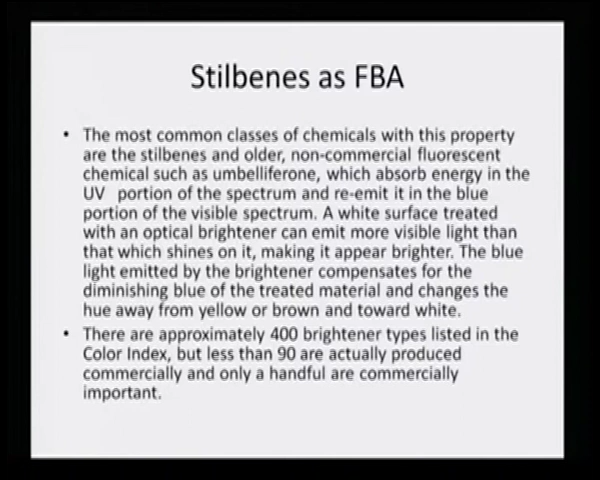 Stilbenes as FBA
• The most common classes of chemicals with this property
are the stilbenes and older, non-commercial fluorescent
chemical such as umbelliferone, which absorb energy in the
UV portion of the spectrum and re-emit it in the blue
portion of the visible spectrum. A white surface treated
with an optical brightener can emit more visible light than
that which shines on it, making it appear brighter. The blue
light emitted by the brightener compensates for the
diminishing blue of the treated material and changes the
hue away from yellow or brown and toward white.
• There are approximately 400 brightener types listed in the
Color Index, but less than 90 are actually produced
commercially and only a handful are commercially
important.